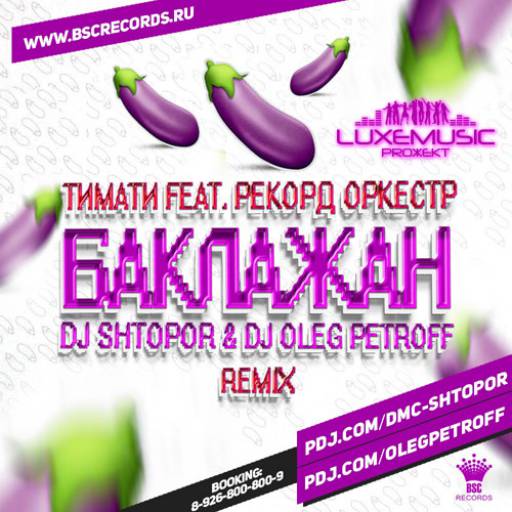 WWW.BSCRECORDS.RU
LUXEMUSIC
PROЖEKT
ТИМАТИ FEAT. РЕКОРД ОРКЕСТР
БАКЛАЖАН
DJ SHTOPOR & DJ OLEG PETROFF
REMIX
PDJ.COM/DMC-SHTOPOR
PDJ.COM/OLEGPETROFF
BOOKING:
8-926-800-800-9
BSC
RECORDS